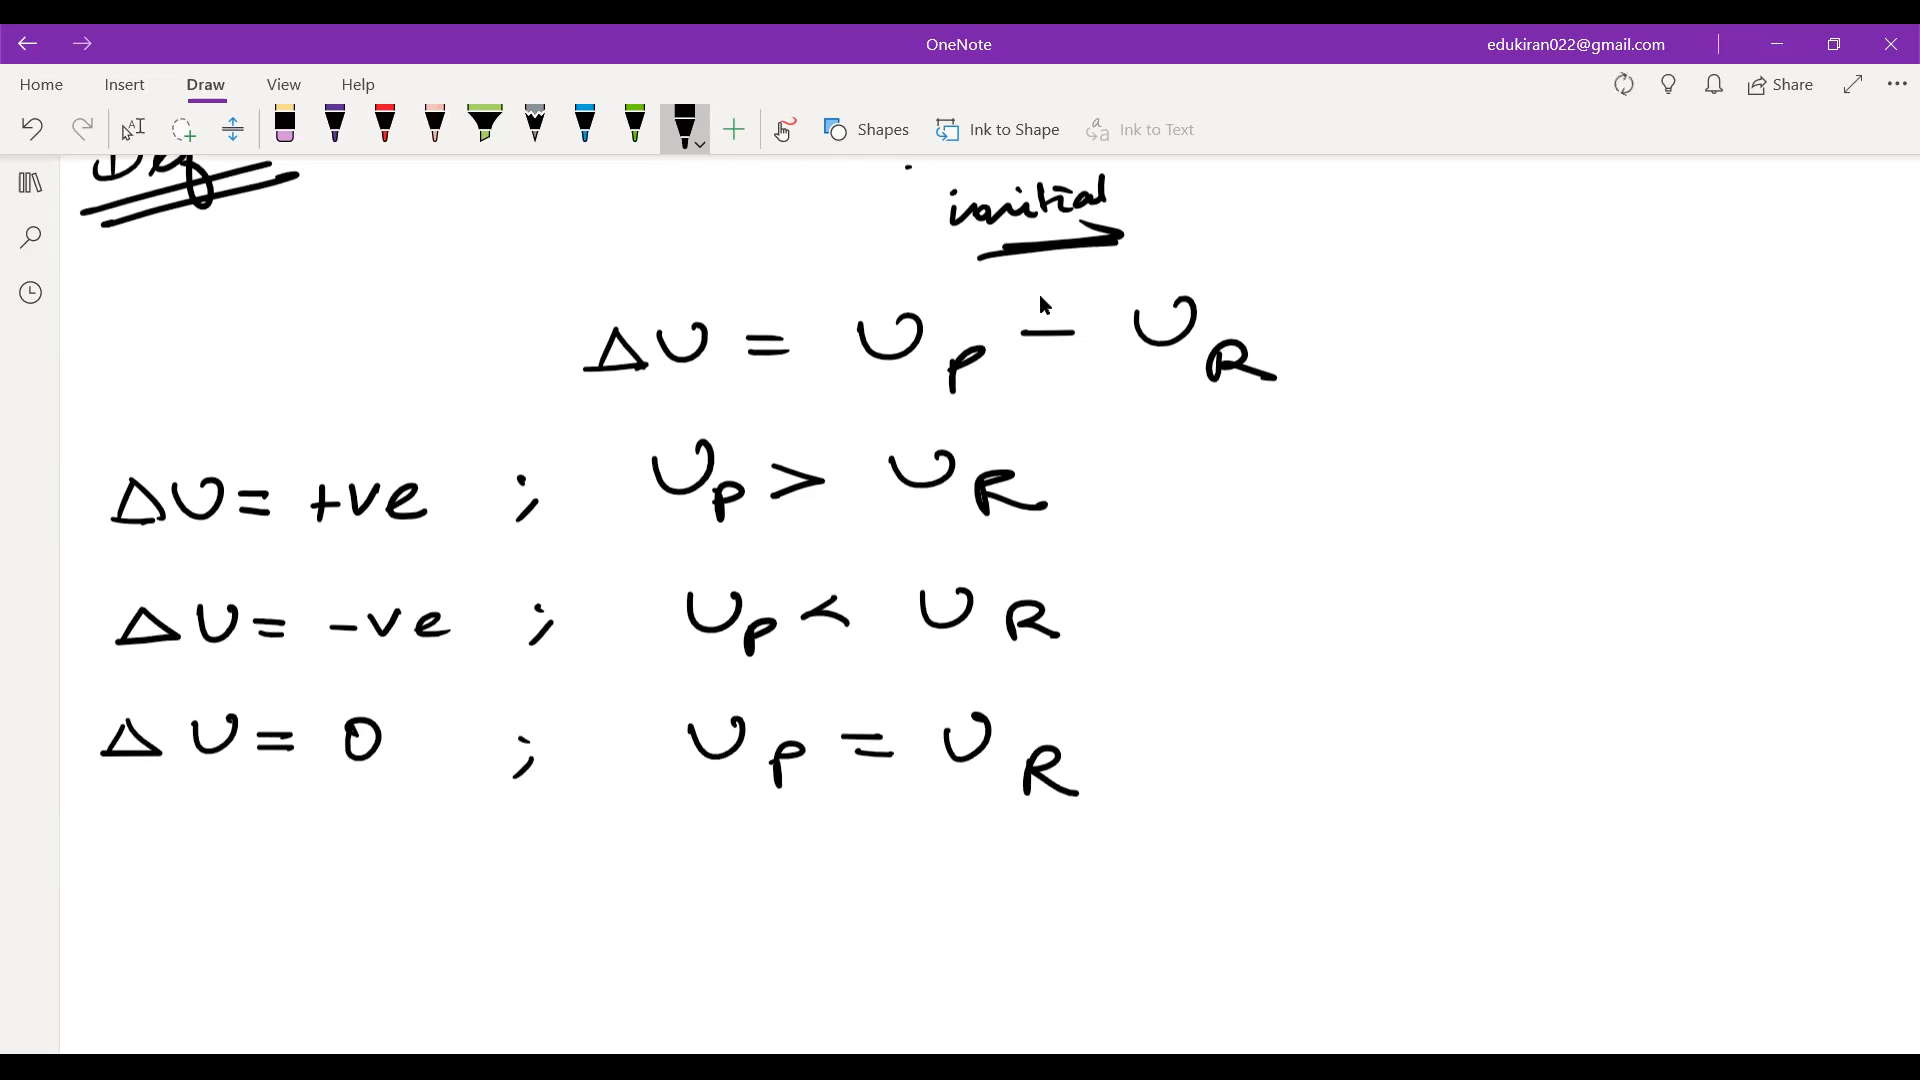 OneNote
edukiran022@gmail.com
Home Insert Draw View Help
Share
Shapes Ink to Shape Ink to Text
initial
ΔU = U_P - U_R
ΔU = +ve ; U_P > U_R
ΔU = -ve ; U_P < U_R
ΔU = 0 ; U_P = U_R